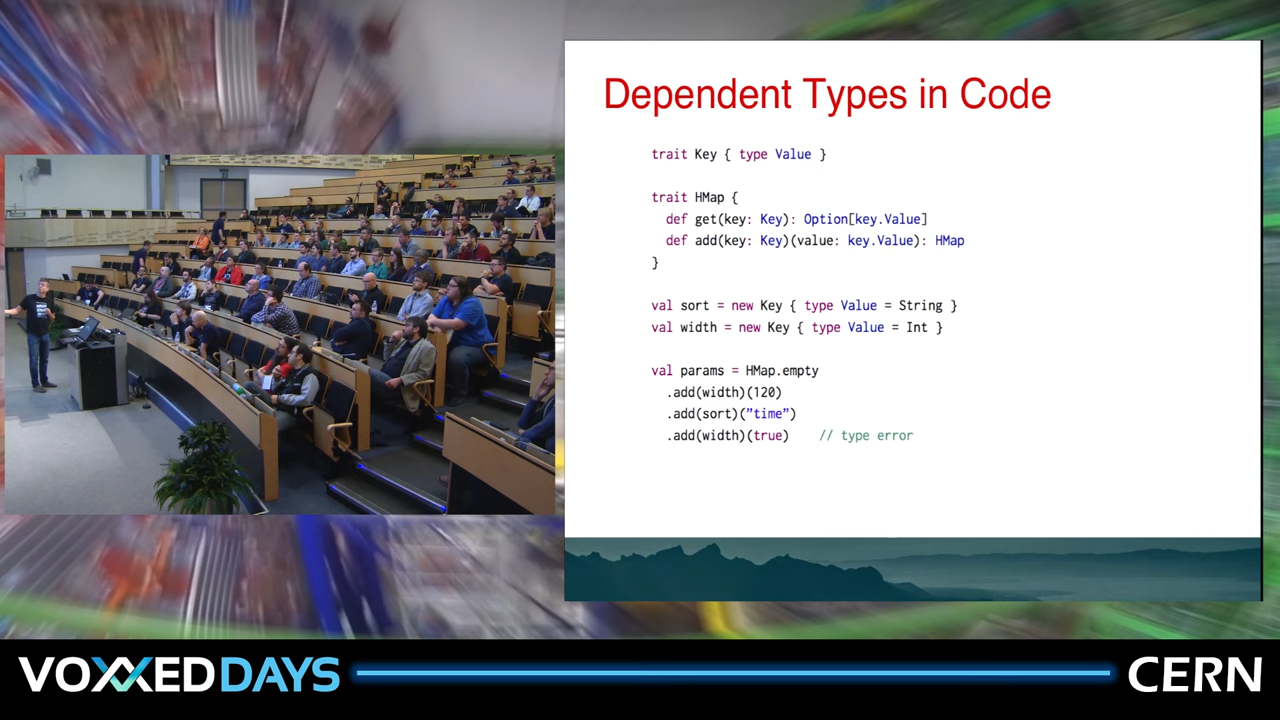 Dependent Types in Code
trait Key { type Value }
trait HMap {
def get(key: Key): Option[key.Value]
def add(key: Key)(value: key.Value): HMap
}
val sort = new Key { type Value = String }
val width = new Key { type Value = Int }
val params = HMap.empty
.add(width)(120)
.add(sort)(”time”)
.add(width)(true) // type error
VOXXED DAYS
CERN